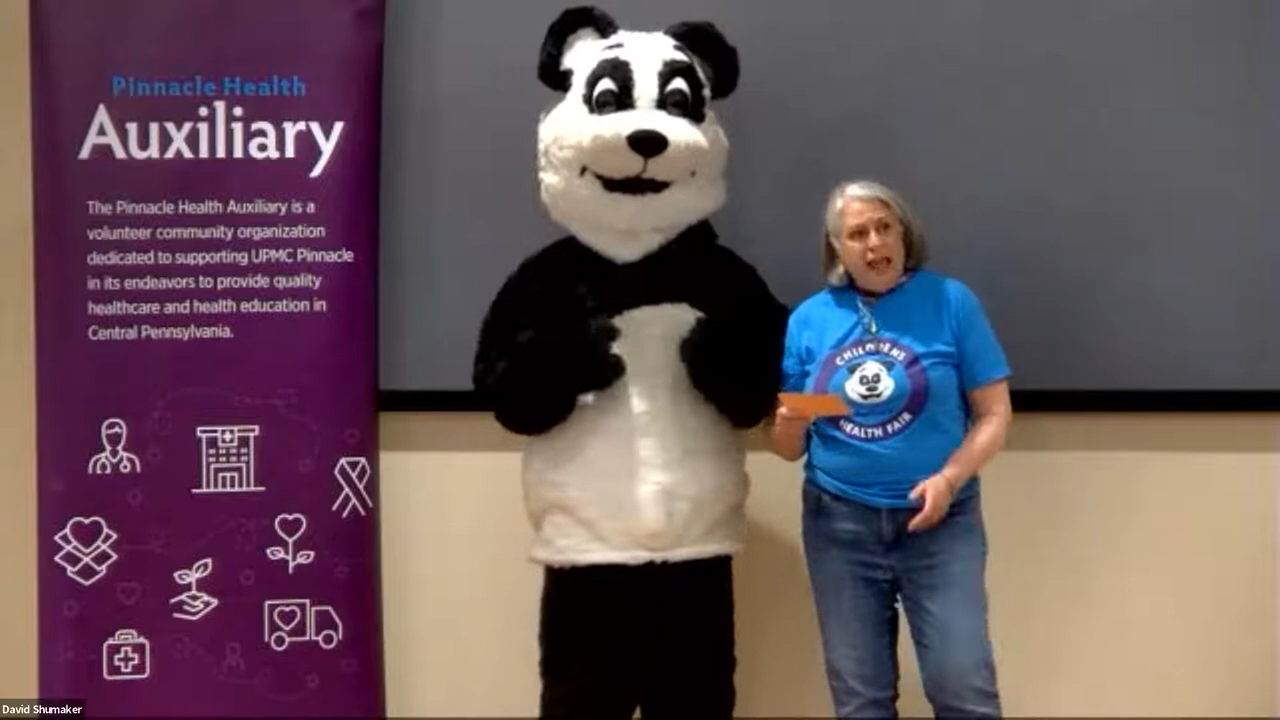 Pinnacle Health
Auxiliary
The Pinnacle Health Auxiliary is a
volunteer community organization
dedicated to supporting UPMC Pinnacle
in its endeavors to provide quality
healthcare and health education in
Central Pennsylvania.
CHILDRENS
HEALTH FAIR
David Shumaker